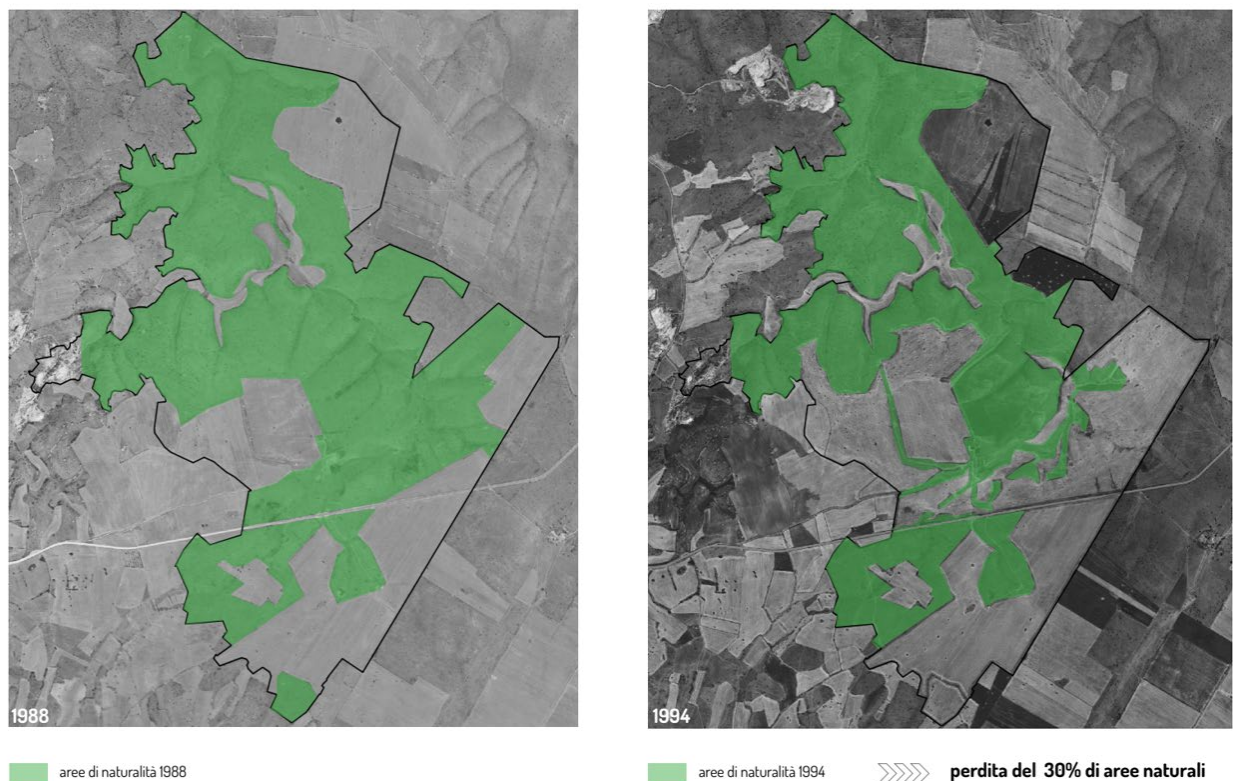 1988
1994
aree di naturalità 1988
aree di naturalità 1994
perdita del 30% di aree naturali